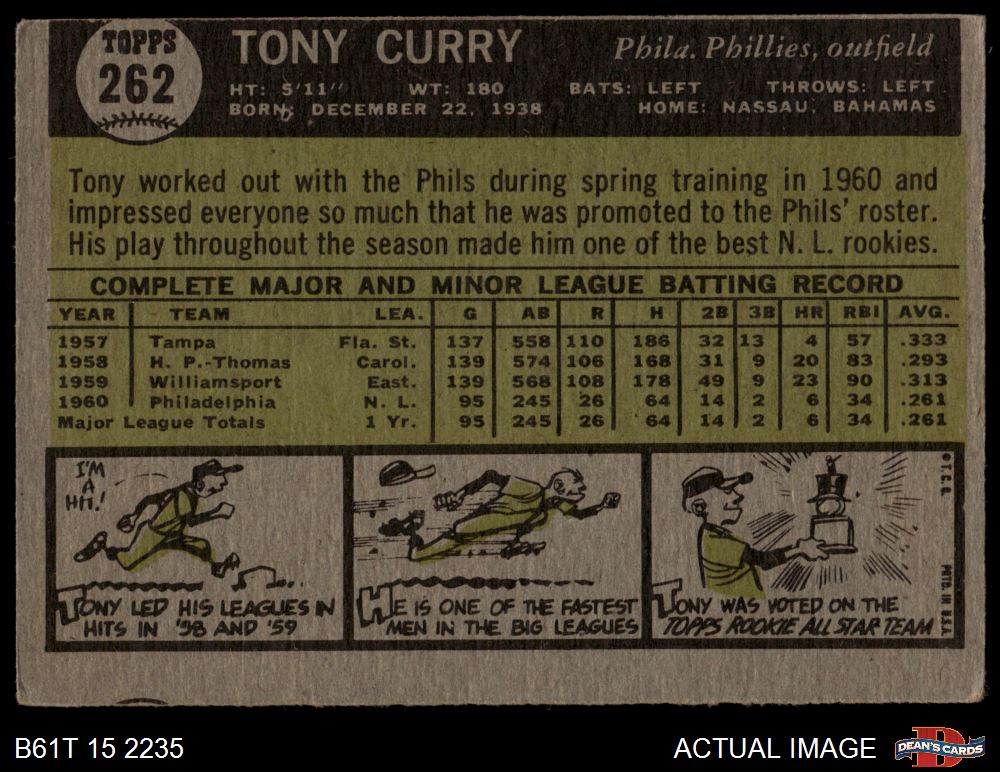 TOPPS
262
TONY CURRY
Phila. Phillies, outfield
HT: 5'11" WT: 180 BATS: LEFT THROWS: LEFT
BORN: DECEMBER 22, 1938 HOME: NASSAU, BAHAMAS
Tony worked out with the Phils during spring training in 1960 and
impressed everyone so much that he was promoted to the Phils' roster.
His play throughout the season made him one of the best N. L. rookies.
COMPLETE MAJOR AND MINOR LEAGUE BATTING RECORD
YEAR TEAM LEA. G AB R H 2B 3B HR RBI AVG.
1957 Tampa Fla. St. 137 558 110 186 32 13 4 57 .333
1958 H. P.-Thomas Carol. 139 574 106 168 31 9 20 83 .293
1959 Williamsport East. 139 568 108 178 49 9 23 90 .313
1960 Philadelphia N. L. 95 245 26 64 14 2 6 34 .261
Major League Totals 1 Yr. 95 245 26 64 14 2 6 34 .261
I'M
A
HIT!
TONY LED HIS LEAGUES IN
HITS IN '58 AND '59
HE IS ONE OF THE FASTEST
MEN IN THE BIG LEAGUES
TONY WAS VOTED ON THE
TOPPS ROOKIE ALL STAR TEAM
© T. C. G.
PRTD. IN U.S.A.
B61T 15 2235
ACTUAL IMAGE
DEAN'S CARDS